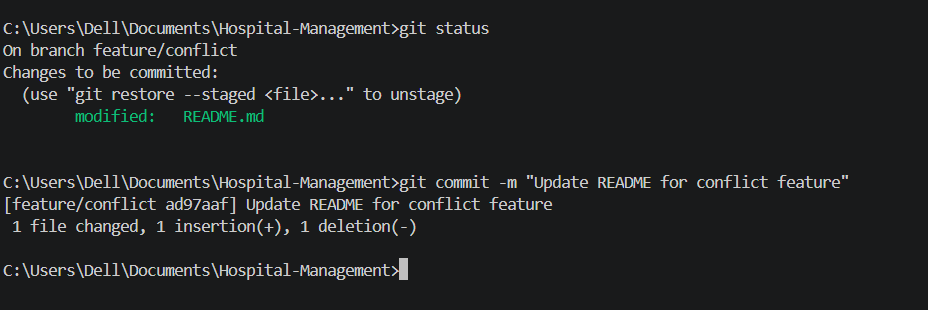 C:\Users\Dell\Documents\Hospital-Management>git status
On branch feature/conflict
Changes to be committed:
  (use "git restore --staged <file>..." to unstage)
        modified:   README.md

C:\Users\Dell\Documents\Hospital-Management>git commit -m "Update README for conflict feature"
[feature/conflict ad97aaf] Update README for conflict feature
 1 file changed, 1 insertion(+), 1 deletion(-)

C:\Users\Dell\Documents\Hospital-Management>